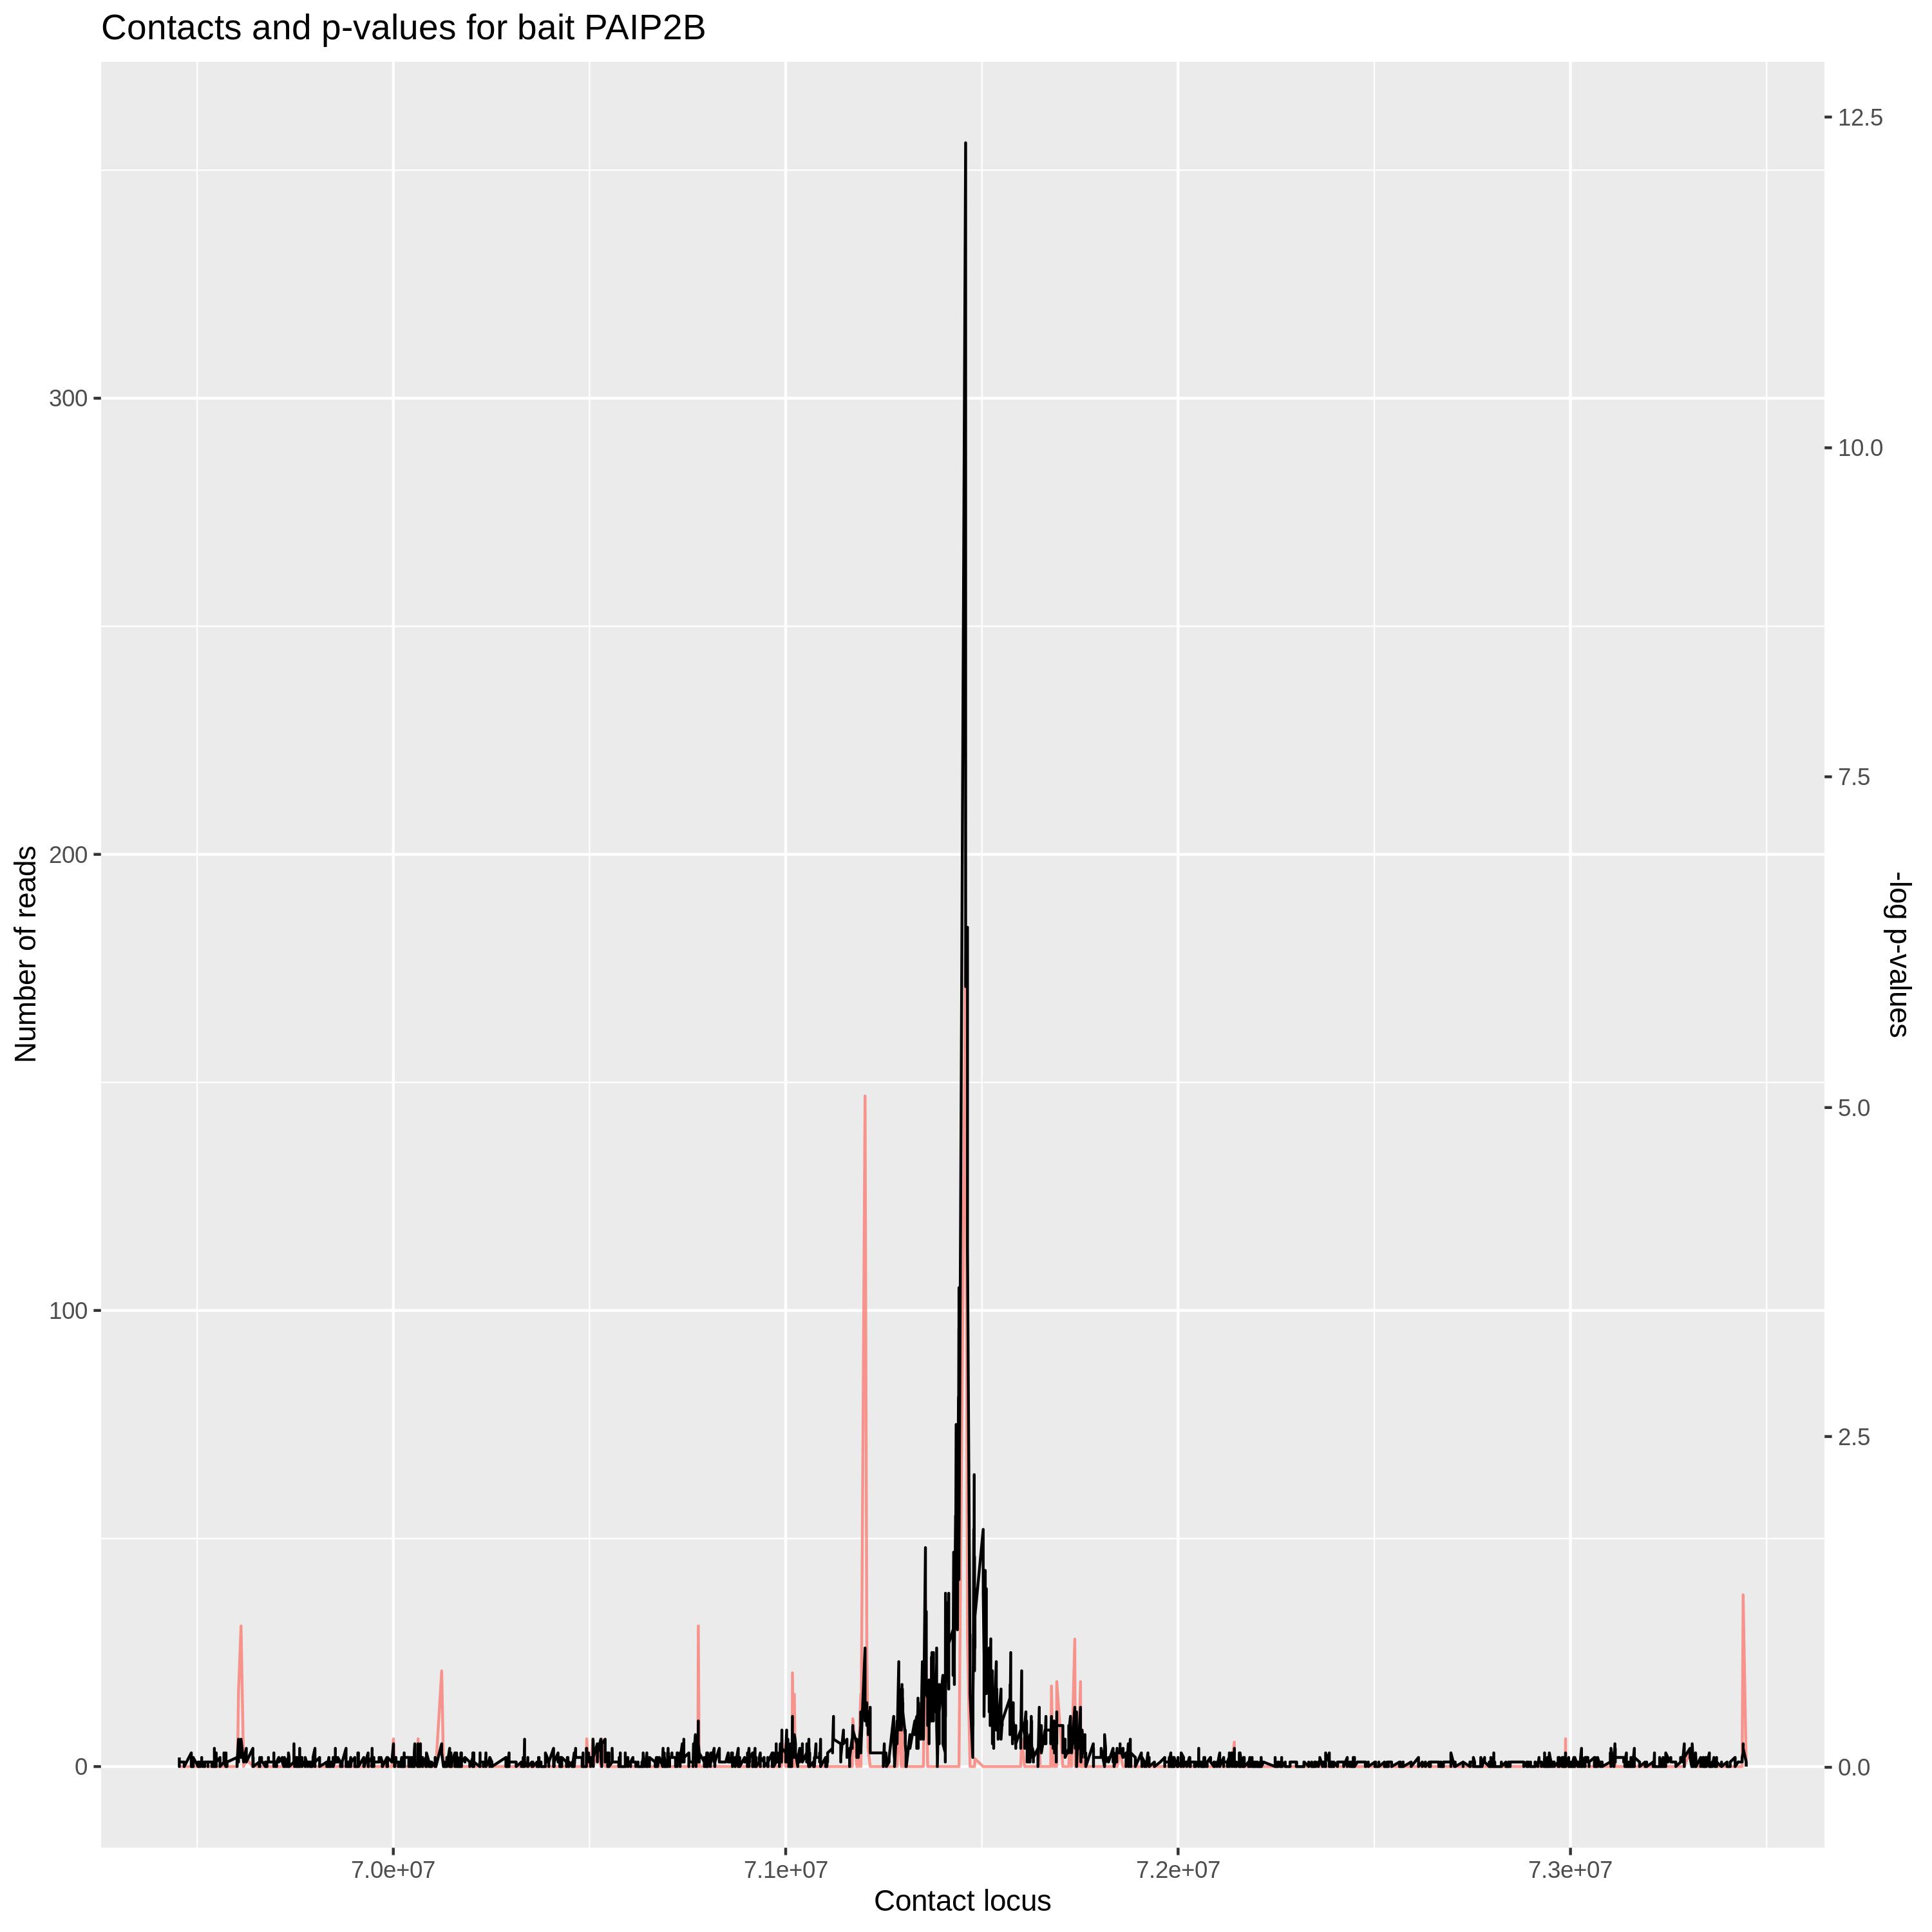 Contacts and p-values for bait PAIP2B
12.5
300
10.0
7.5
200
Number of reads
-log p-values
5.0
100
2.5
0
0.0
7.0e+07
7.1e+07
7.2e+07
7.3e+07
Contact locus